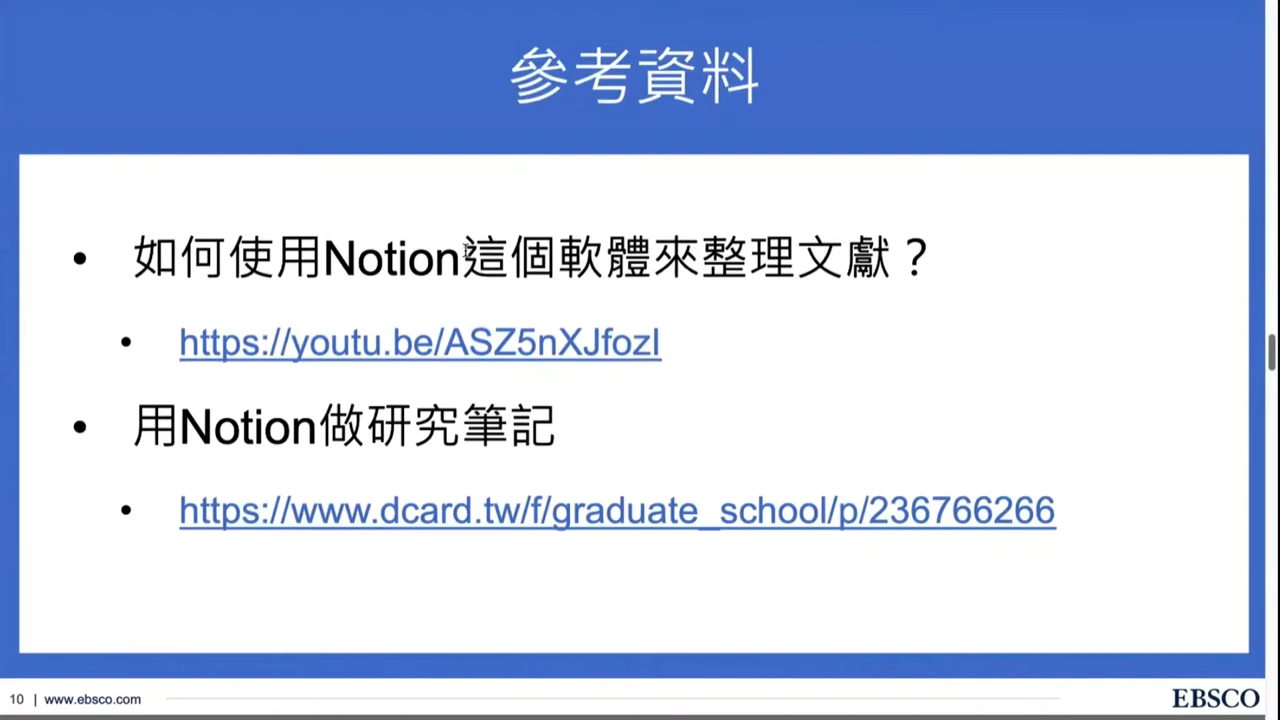 參考資料
• 如何使用Notion這個軟體來整理文獻？
• https://youtu.be/ASZ5nXJfozI
• 用Notion做研究筆記
• https://www.dcard.tw/f/graduate_school/p/236766266
10 | www.ebsco.com
EBSCO